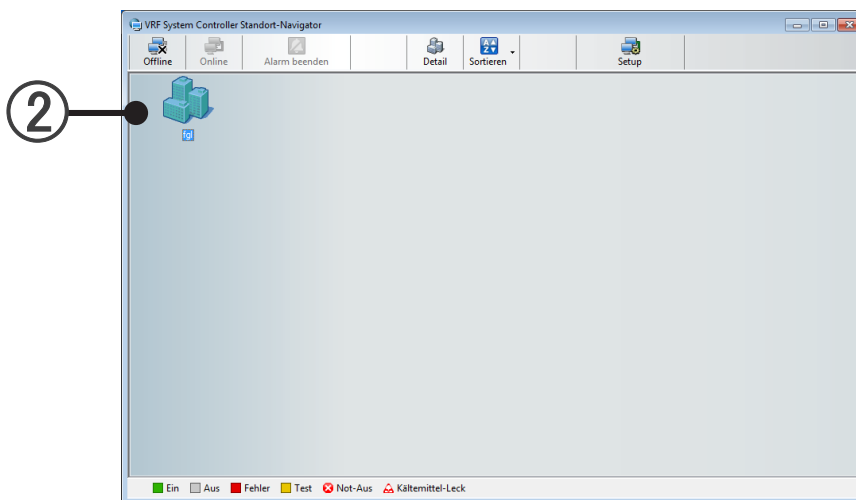 VRF System Controller Standort-Navigator
Offline Online Alarm beenden Detail Sortieren Setup
2
fgl
Ein Aus Fehler Test Not-Aus Kältemittel-Leck